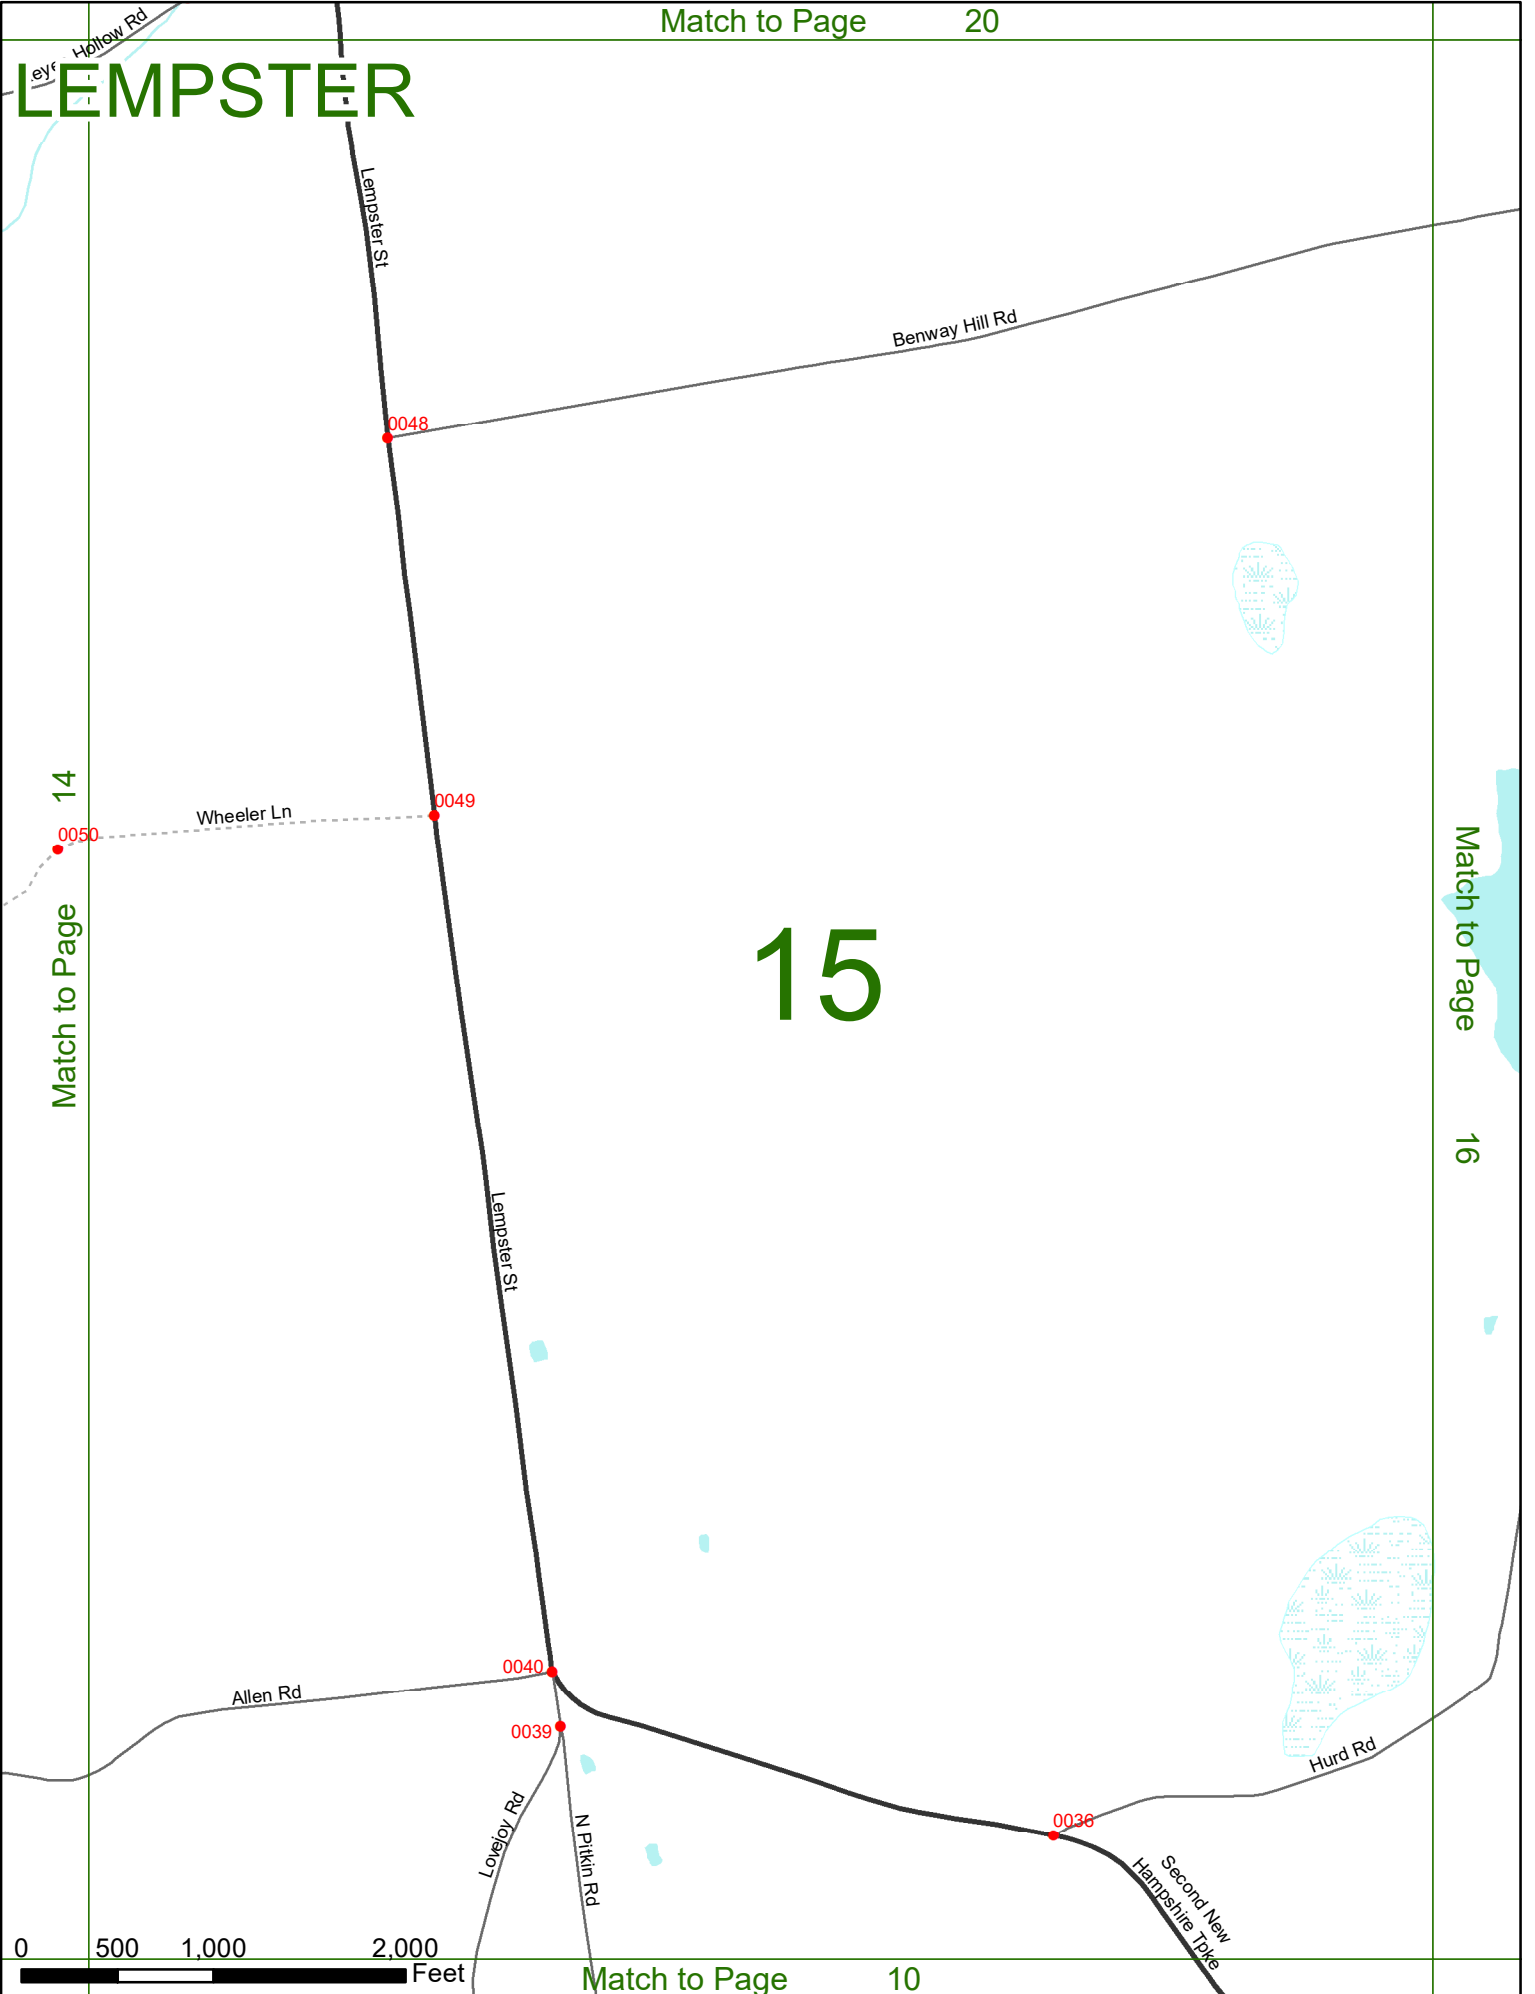 Match to Page 20
Hollow Rd
LEMPSTER
Lempster St
Benway Hill Rd
0048
0049
Wheeler Ln
0050
Match to Page 14
15
Match to Page 16
Lempster St
0040
Allen Rd
0039
Hurd Rd
0036
Lovejoy Rd
N Pitkin Rd
Second New
Hampshire Tpke
0 500 1,000 2,000
Feet
Match to Page 10